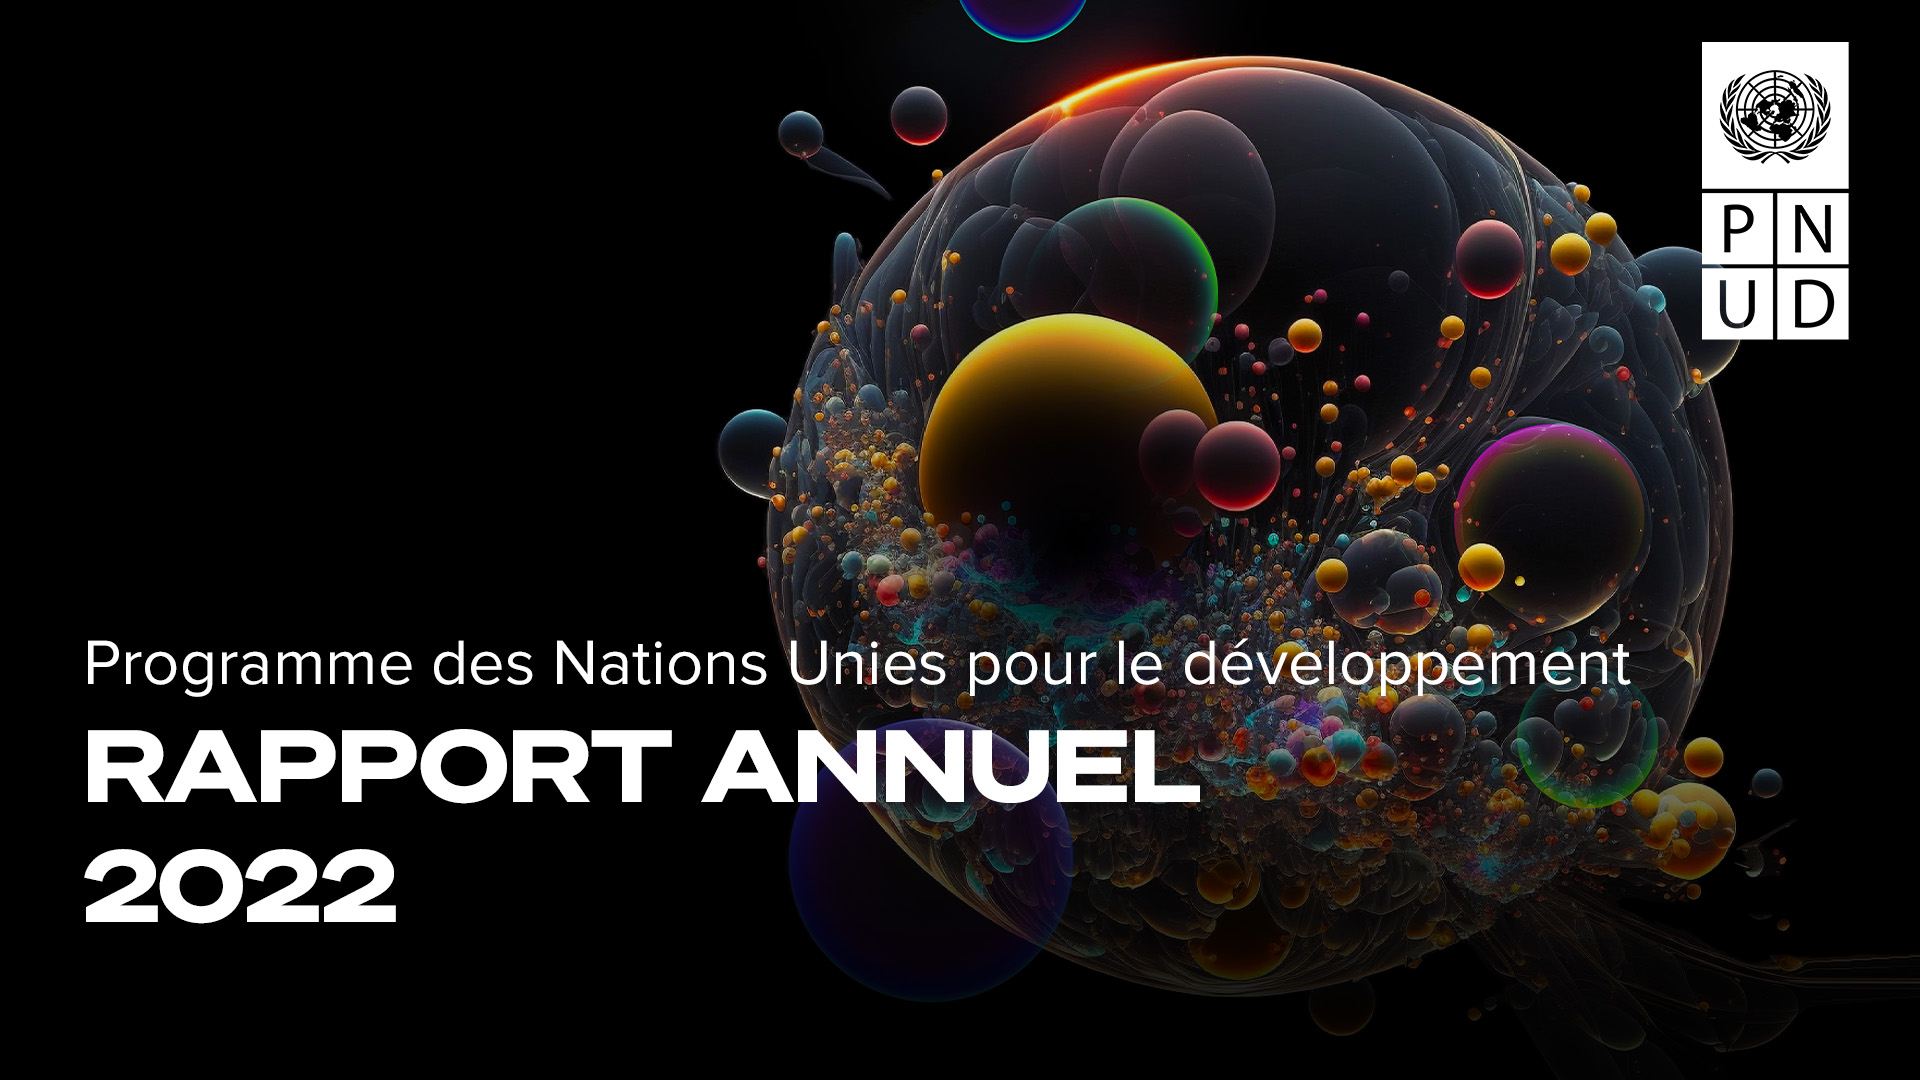 P N
U D
Programme des Nations Unies pour le développement
RAPPORT ANNUEL
2022